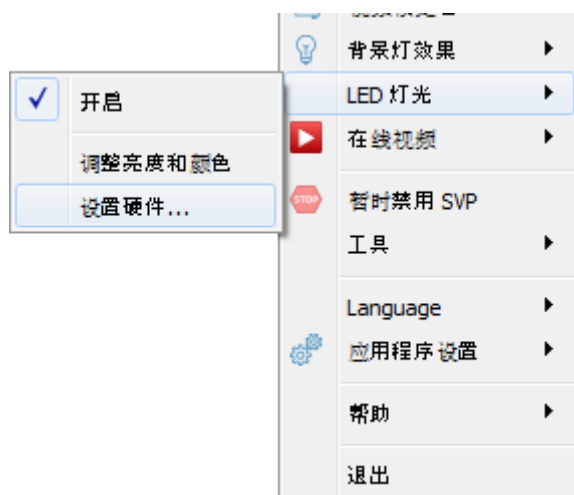 背景灯效果
LED 灯光
开启
在线视频
调整亮度和颜色
设置硬件...
STOP
暂时禁用 SVP
工具
Language
应用程序设置
帮助
退出